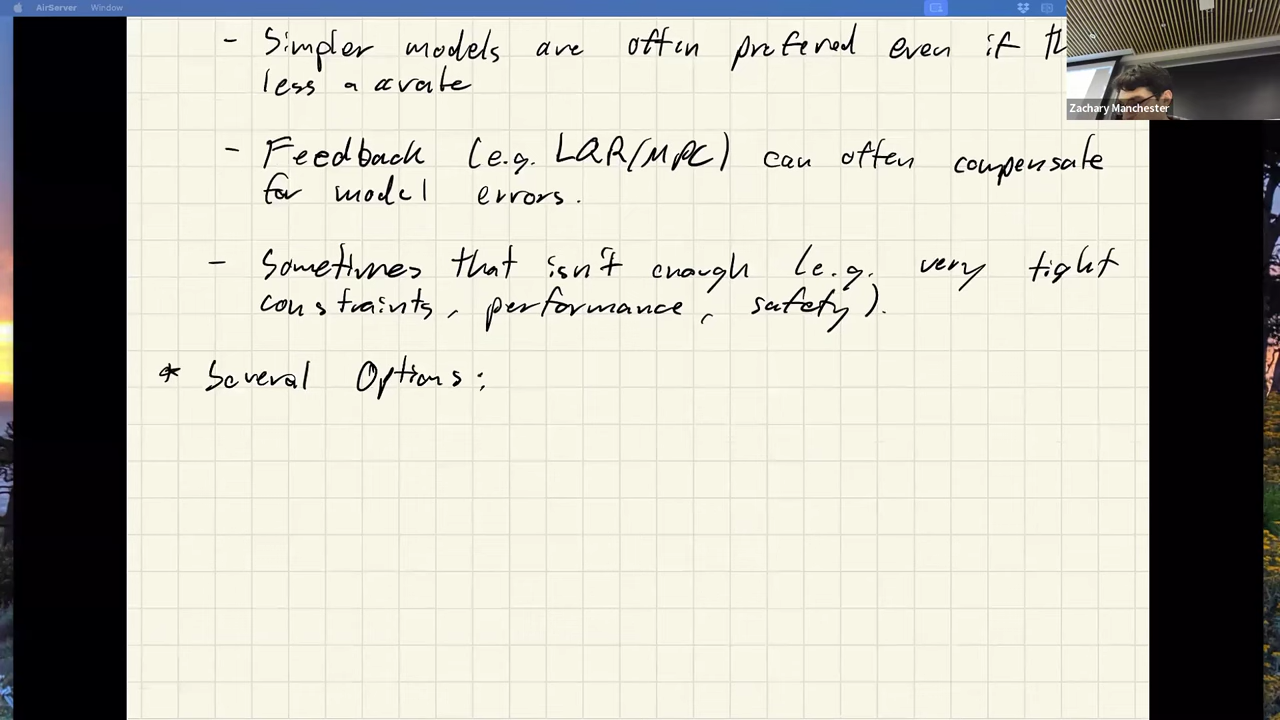 AirServer Window
- Simpler models are often preferred even if
less accurate
- Feedback (e.g. LQR/MPC) can often compensate
for model errors.
- Sometimes that isn't enough (e.g. very tight
constraints, performance, safety).
* Several Options:
Zachary Manchester